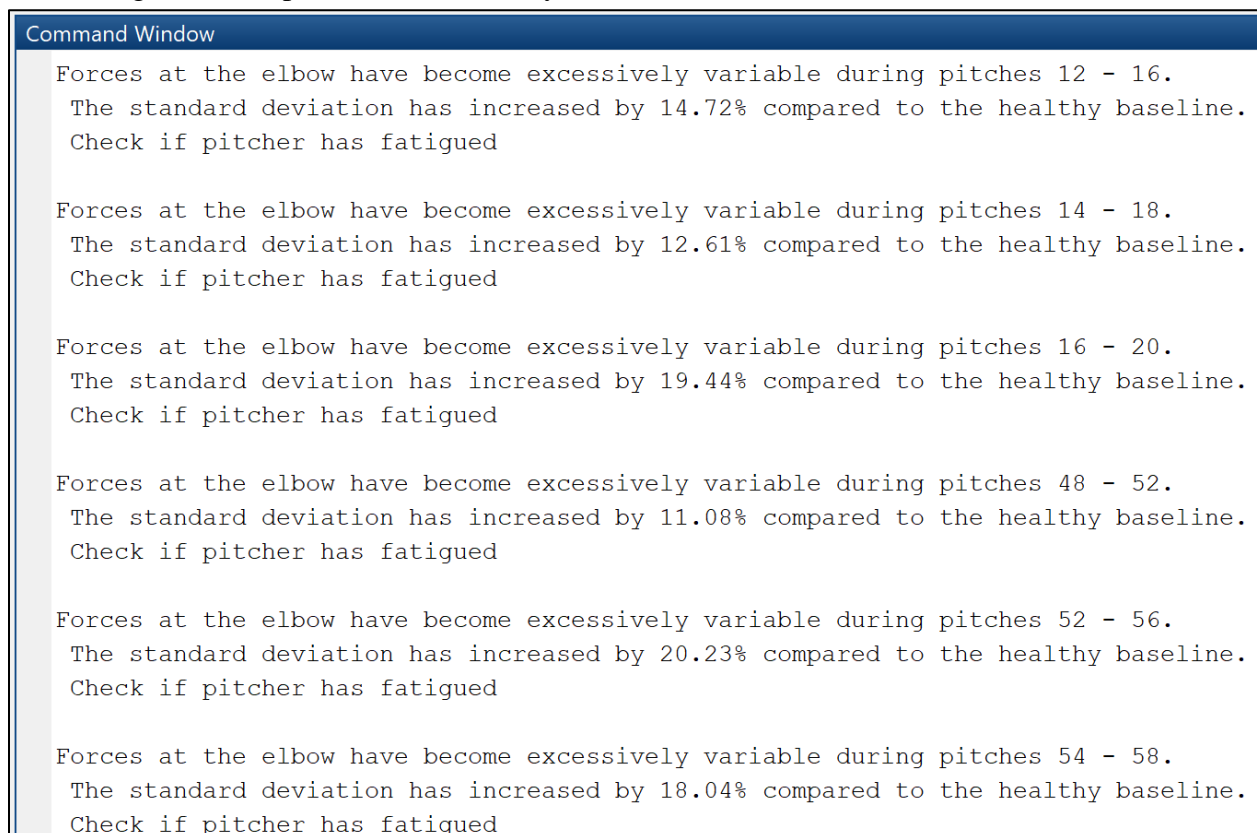 Command Window
Forces at the elbow have become excessively variable during pitches 12 - 16.
The standard deviation has increased by 14.72% compared to the healthy baseline.
Check if pitcher has fatigued
Forces at the elbow have become excessively variable during pitches 14 - 18.
The standard deviation has increased by 12.61% compared to the healthy baseline.
Check if pitcher has fatigued
Forces at the elbow have become excessively variable during pitches 16 - 20.
The standard deviation has increased by 19.44% compared to the healthy baseline.
Check if pitcher has fatigued
Forces at the elbow have become excessively variable during pitches 48 - 52.
The standard deviation has increased by 11.08% compared to the healthy baseline.
Check if pitcher has fatigued
Forces at the elbow have become excessively variable during pitches 52 - 56.
The standard deviation has increased by 20.23% compared to the healthy baseline.
Check if pitcher has fatigued
Forces at the elbow have become excessively variable during pitches 54 - 58.
The standard deviation has increased by 18.04% compared to the healthy baseline.
Check if pitcher has fatigued